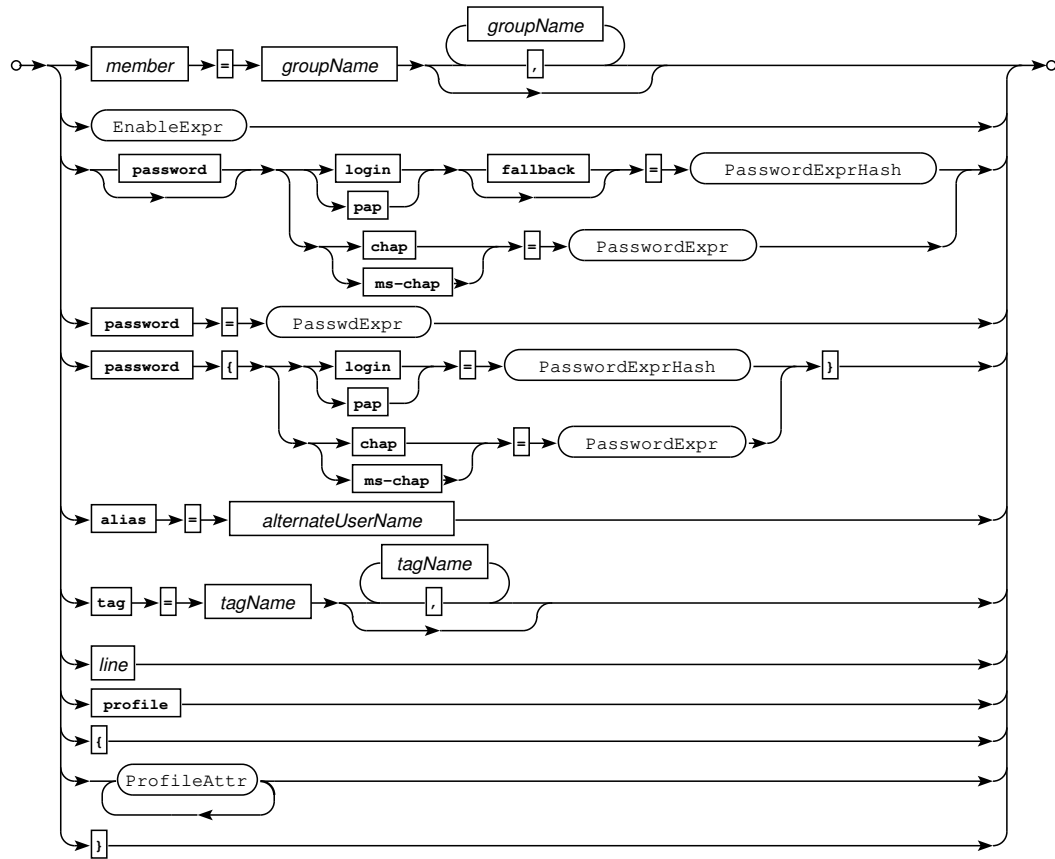 groupName
member = groupName ,
EnableExpr
password login fallback = PasswordExprHash
pap
chap = PasswordExpr
ms-chap
password = PasswdExpr
password { login = PasswordExprHash }
pap
chap = PasswordExpr
ms-chap
alias = alternateUserName
tagName
tag = tagName ,
line
profile
{
ProfileAttr
}